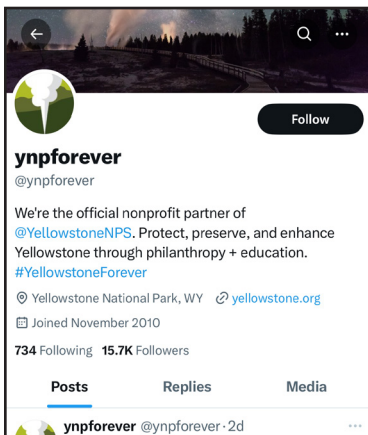 Follow
ynpforever
@ynpforever
We're the official nonprofit partner of
@YellowstoneNPS. Protect, preserve, and enhance
Yellowstone through philanthropy + education.
#YellowstoneForever
Yellowstone National Park, WY yellowstone.org
Joined November 2010
734 Following 15.7K Followers
Posts Replies Media
ynpforever @ynpforever · 2d